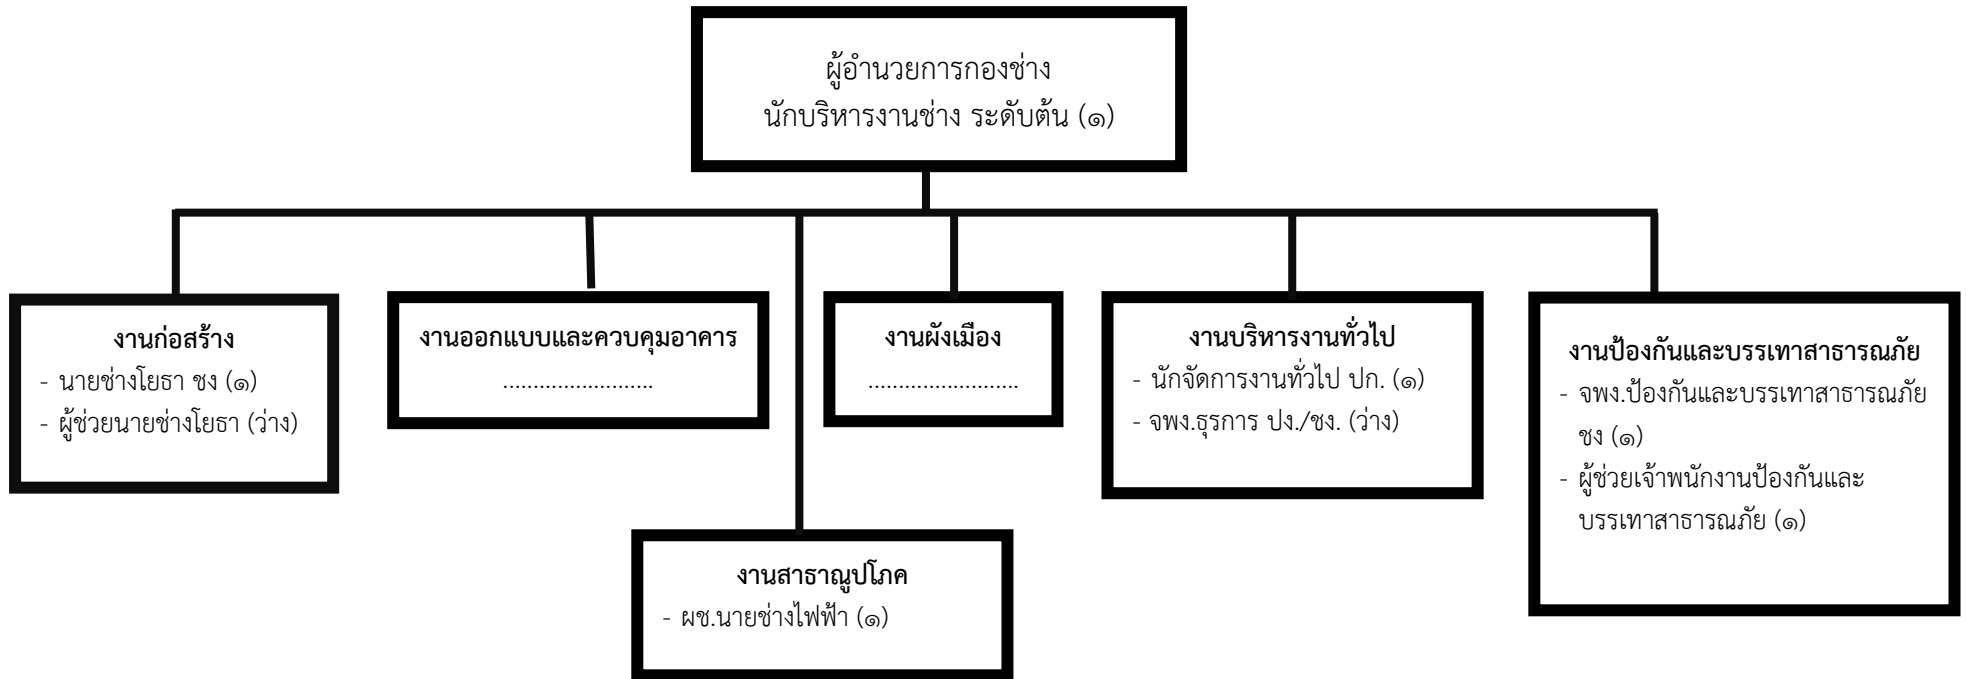 ผู้อำนวยการกองช่าง
นักบริหารงานช่าง ระดับต้น (๑)
งานก่อสร้าง
- นายช่างโยธา ชง (๑)
- ผู้ช่วยนายช่างโยธา (ว่าง)
งานออกแบบและควบคุมอาคาร
.........................
งานผังเมือง
.........................
งานบริหารงานทั่วไป
- นักจัดการงานทั่วไป ปก. (๑)
- จพง.ธุรการ ปง./ชง. (ว่าง)
งานป้องกันและบรรเทาสาธารณภัย
- จพง.ป้องกันและบรรเทาสาธารณภัย
ชง (๑)
- ผู้ช่วยเจ้าพนักงานป้องกันและ
บรรเทาสาธารณภัย (๑)
งานสาธาณูปโภค
- ผช.นายช่างไฟฟ้า (๑)